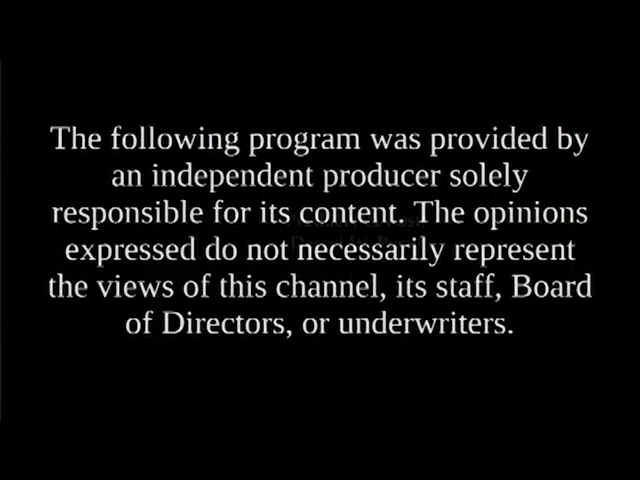 The following program was provided by
an independent producer solely
responsible for its content. The opinions
expressed do not necessarily represent
the views of this channel, its staff, Board
of Directors, or underwriters.